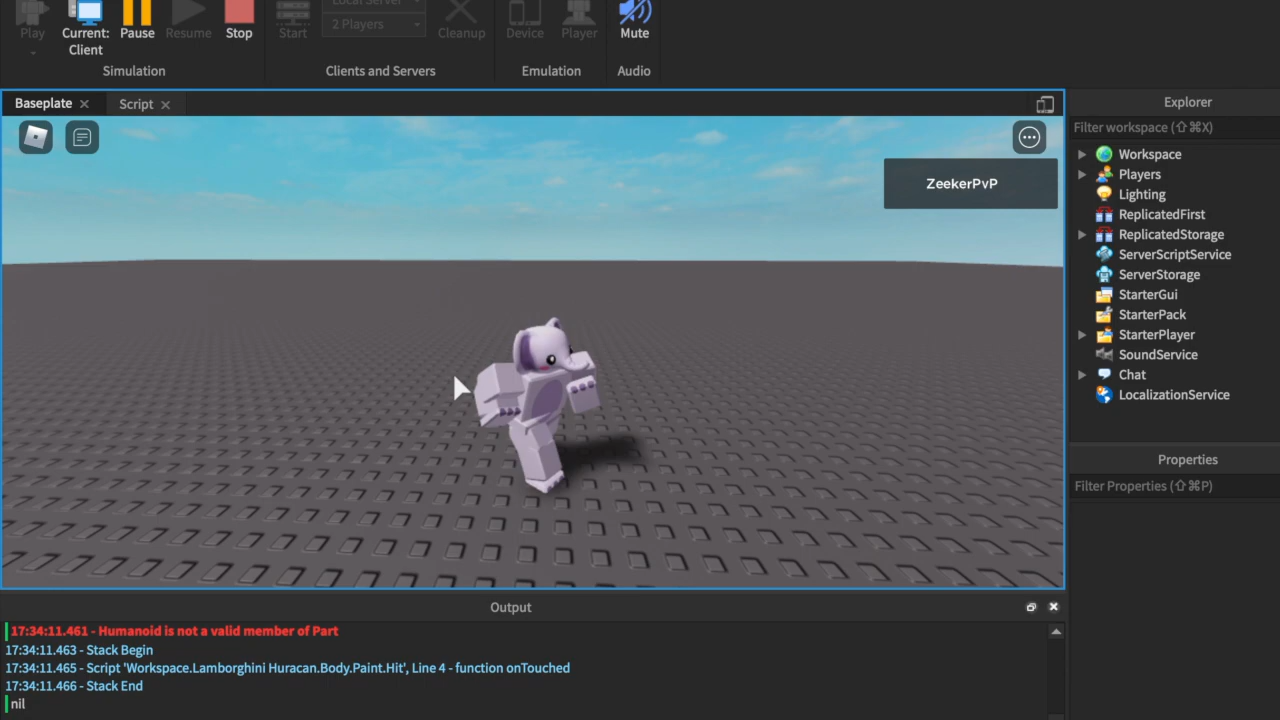 Local Server
Play
Current:
Client
Pause
Resume
Stop
Start
2 Players
Cleanup
Device
Player
Mute
Simulation
Clients and Servers
Emulation
Audio
Baseplate
Script
Explorer
Filter workspace (⇧⌘X)
Workspace
Players
Lighting
ReplicatedFirst
ReplicatedStorage
ServerScriptService
ServerStorage
StarterGui
StarterPack
StarterPlayer
SoundService
Chat
LocalizationService
ZeekerPvP
Properties
Filter Properties (⇧⌘P)
Output
17:34:11.461 - Humanoid is not a valid member of Part
17:34:11.463 - Stack Begin
17:34:11.465 - Script 'Workspace.Lamborghini Huracan.Body.Paint.Hit', Line 4 - function onTouched
17:34:11.466 - Stack End
nil